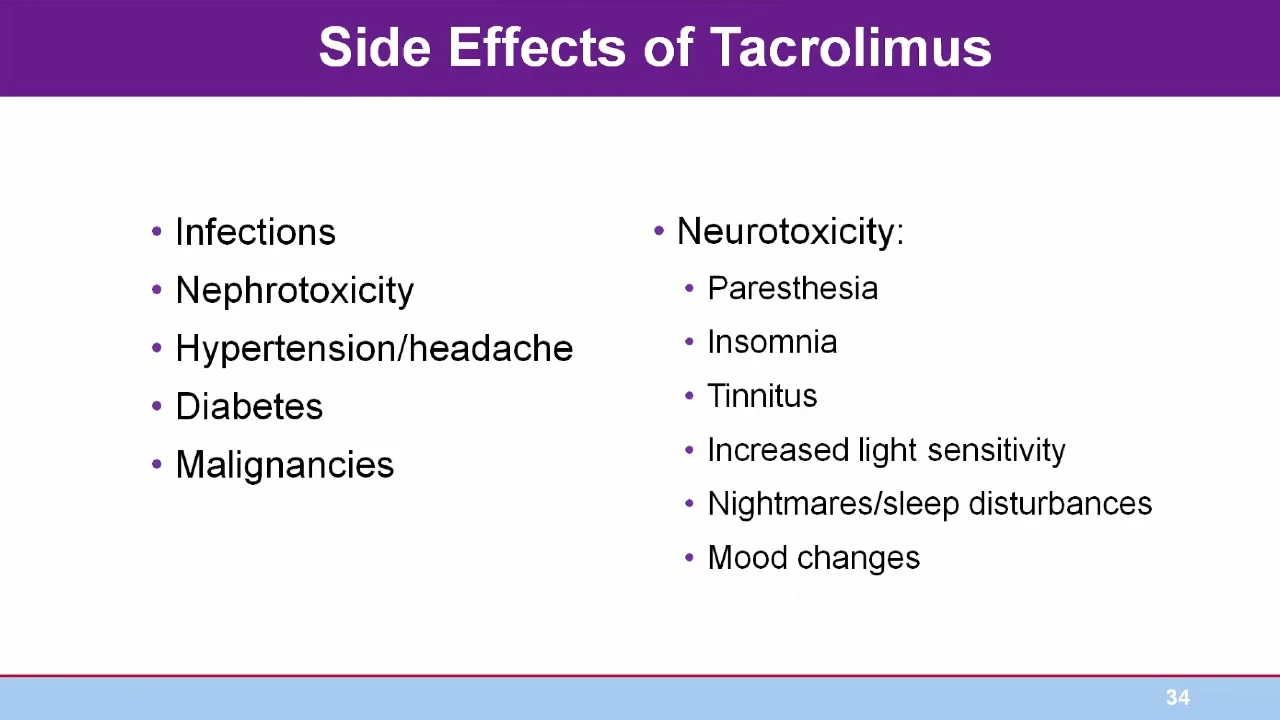 Side Effects of Tacrolimus
• Infections
• Nephrotoxicity
• Hypertension/headache
• Diabetes
• Malignancies
• Neurotoxicity:
• Paresthesia
• Insomnia
• Tinnitus
• Increased light sensitivity
• Nightmares/sleep disturbances
• Mood changes
34